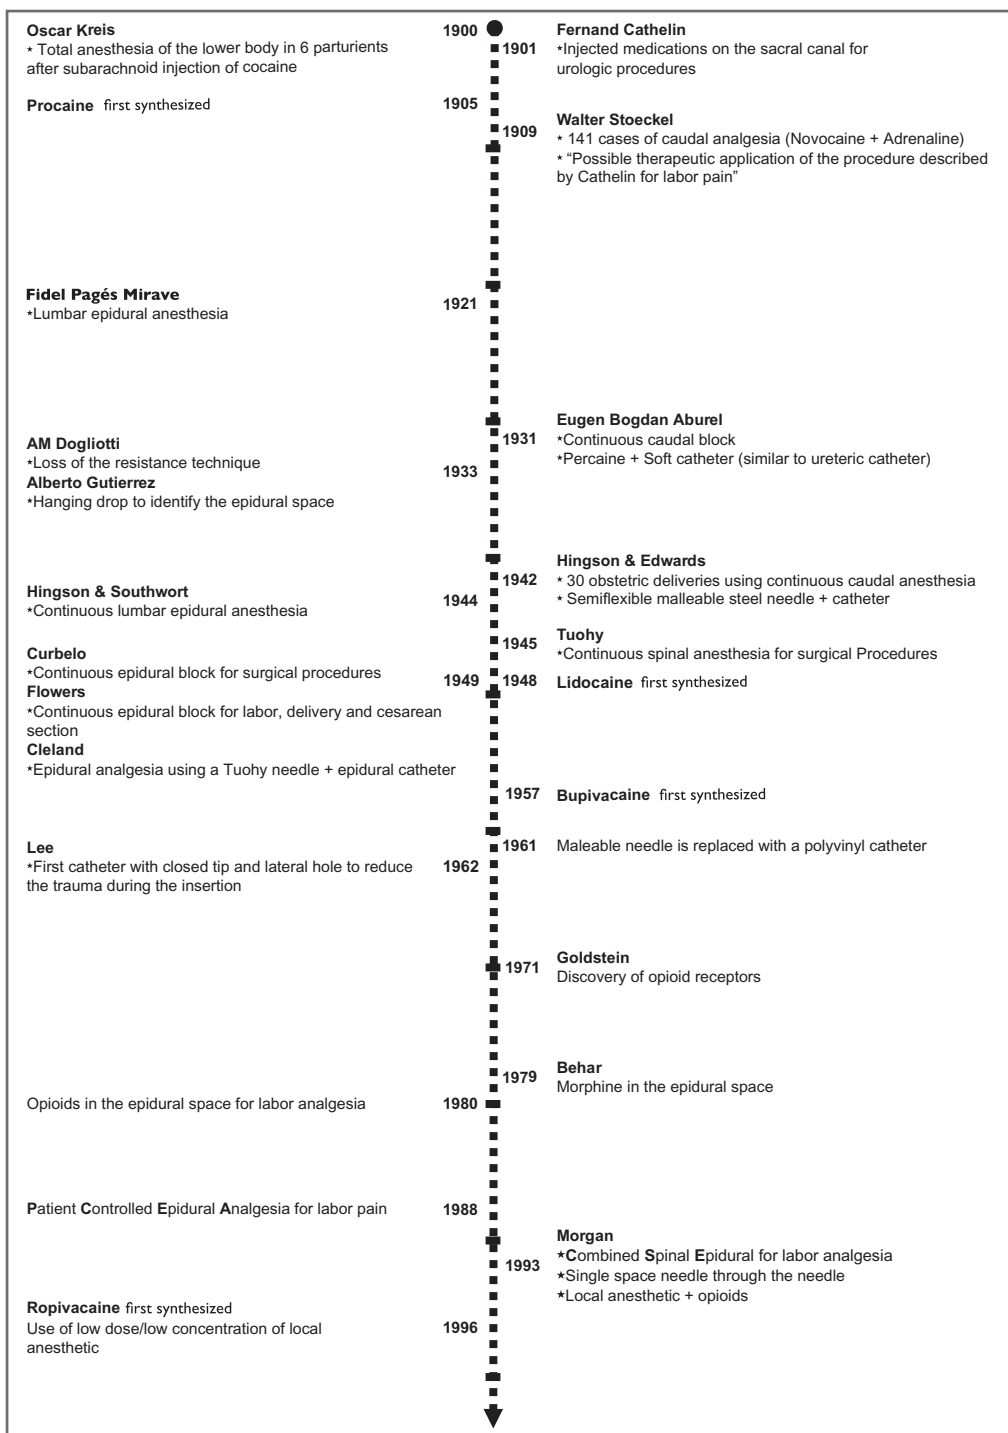 Oscar Kreis
* Total anesthesia of the lower body in 6 parturients
after subarachnoid injection of cocaine
1900
1901
Fernand Cathelin
*Injected medications on the sacral canal for
urologic procedures
Procaine first synthesized
1905
1909
Walter Stoeckel
* 141 cases of caudal analgesia (Novocaine + Adrenaline)
* “Possible therapeutic application of the procedure described
by Cathelin for labor pain”
Fidel Pagés Mirave
*Lumbar epidural anesthesia
1921
1931
Eugen Bogdan Aburel
*Continuous caudal block
*Percaine + Soft catheter (similar to ureteric catheter)
AM Dogliotti
*Loss of the resistance technique
Alberto Gutierrez
*Hanging drop to identify the epidural space
1933
1942
Hingson & Edwards
* 30 obstetric deliveries using continuous caudal anesthesia
* Semiflexible malleable steel needle + catheter
Hingson & Southwort
*Continuous lumbar epidural anesthesia
1944
1945
Tuohy
*Continuous spinal anesthesia for surgical Procedures
Curbelo
*Continuous epidural block for surgical procedures
Flowers
*Continuous epidural block for labor, delivery and cesarean
section
Cleland
*Epidural analgesia using a Tuohy needle + epidural catheter
1949
1948
Lidocaine first synthesized
1957
Bupivacaine first synthesized
1961
Maleable needle is replaced with a polyvinyl catheter
Lee
*First catheter with closed tip and lateral hole to reduce
the trauma during the insertion
1962
1971
Goldstein
Discovery of opioid receptors
1979
Behar
Morphine in the epidural space
Opioids in the epidural space for labor analgesia
1980
Patient Controlled Epidural Analgesia for labor pain
1988
1993
Morgan
*Combined Spinal Epidural for labor analgesia
*Single space needle through the needle
*Local anesthetic + opioids
Ropivacaine first synthesized
Use of low dose/low concentration of local
anesthetic
1996